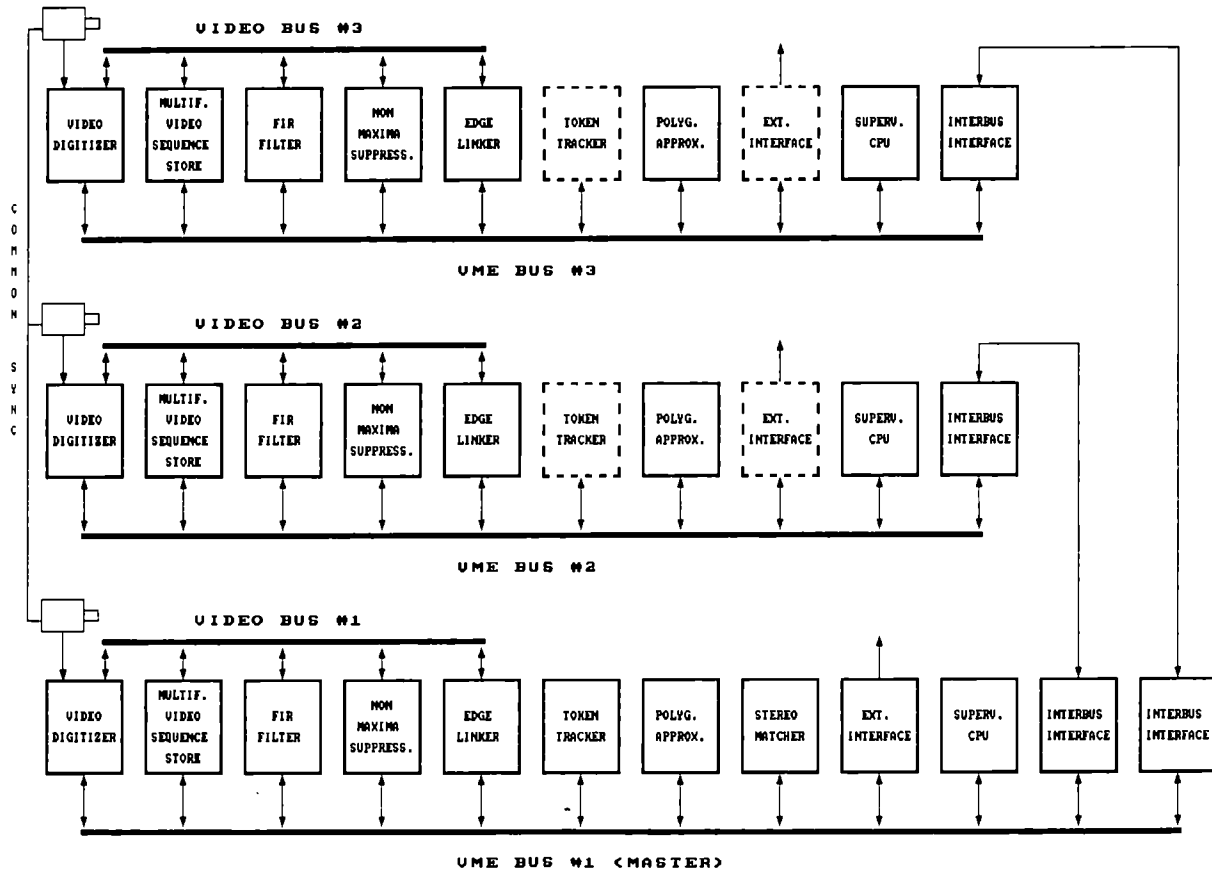 VIDEO BUS #3
VIDEO DIGITIZER
MULTIF. VIDEO SEQUENCE STORE
FIR FILTER
NON MAXIMA SUPPRESS.
EDGE LINKER
TOKEN TRACKER
POLYG. APPROX.
EXT. INTERFACE
SUPERV. CPU
INTERBUS INTERFACE
VME BUS #3
COMMON SYNC
VIDEO BUS #2
VIDEO DIGITIZER
MULTIF. VIDEO SEQUENCE STORE
FIR FILTER
NON MAXIMA SUPPRESS.
EDGE LINKER
TOKEN TRACKER
POLYG. APPROX.
EXT. INTERFACE
SUPERV. CPU
INTERBUS INTERFACE
VME BUS #2
VIDEO BUS #1
VIDEO DIGITIZER
MULTIF. VIDEO SEQUENCE STORE
FIR FILTER
NON MAXIMA SUPPRESS.
EDGE LINKER
TOKEN TRACKER
POLYG. APPROX.
STEREO MATCHER
EXT. INTERFACE
SUPERV. CPU
INTERBUS INTERFACE
INTERBUS INTERFACE
VME BUS #1 (MASTER)